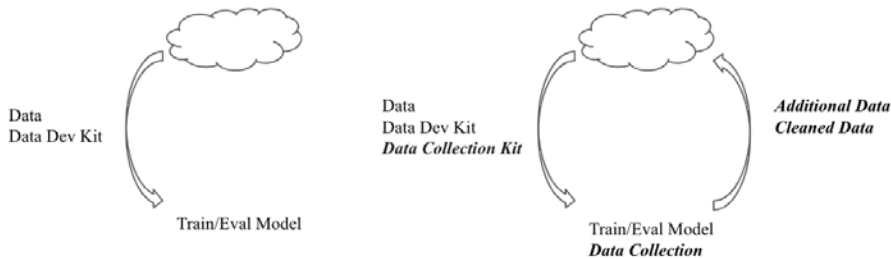 Data
Data Dev Kit
Train/Eval Model
Data
Data Dev Kit
Data Collection Kit
Additional Data
Cleaned Data
Train/Eval Model
Data Collection